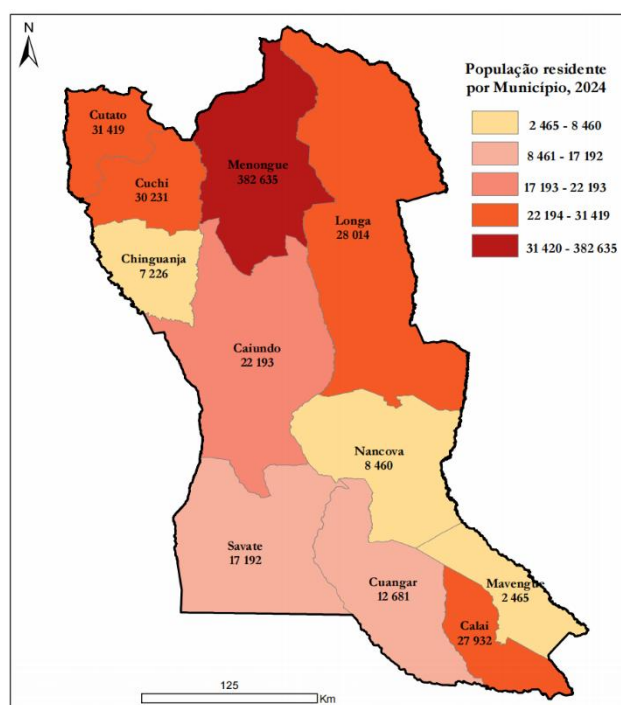 N
População residente
por Município, 2024
2 465 - 8 460
8 461 - 17 192
17 193 - 22 193
22 194 - 31 419
31 420 - 382 635
Cutato
31 419
Cuchi
30 231
Menongue
382 635
Longa
28 014
Chinguanja
7 226
Caiundo
22 193
Nancova
8 460
Savate
17 192
Cuangar
12 681
Mavengue
2 465
Calai
27 932
125
Km